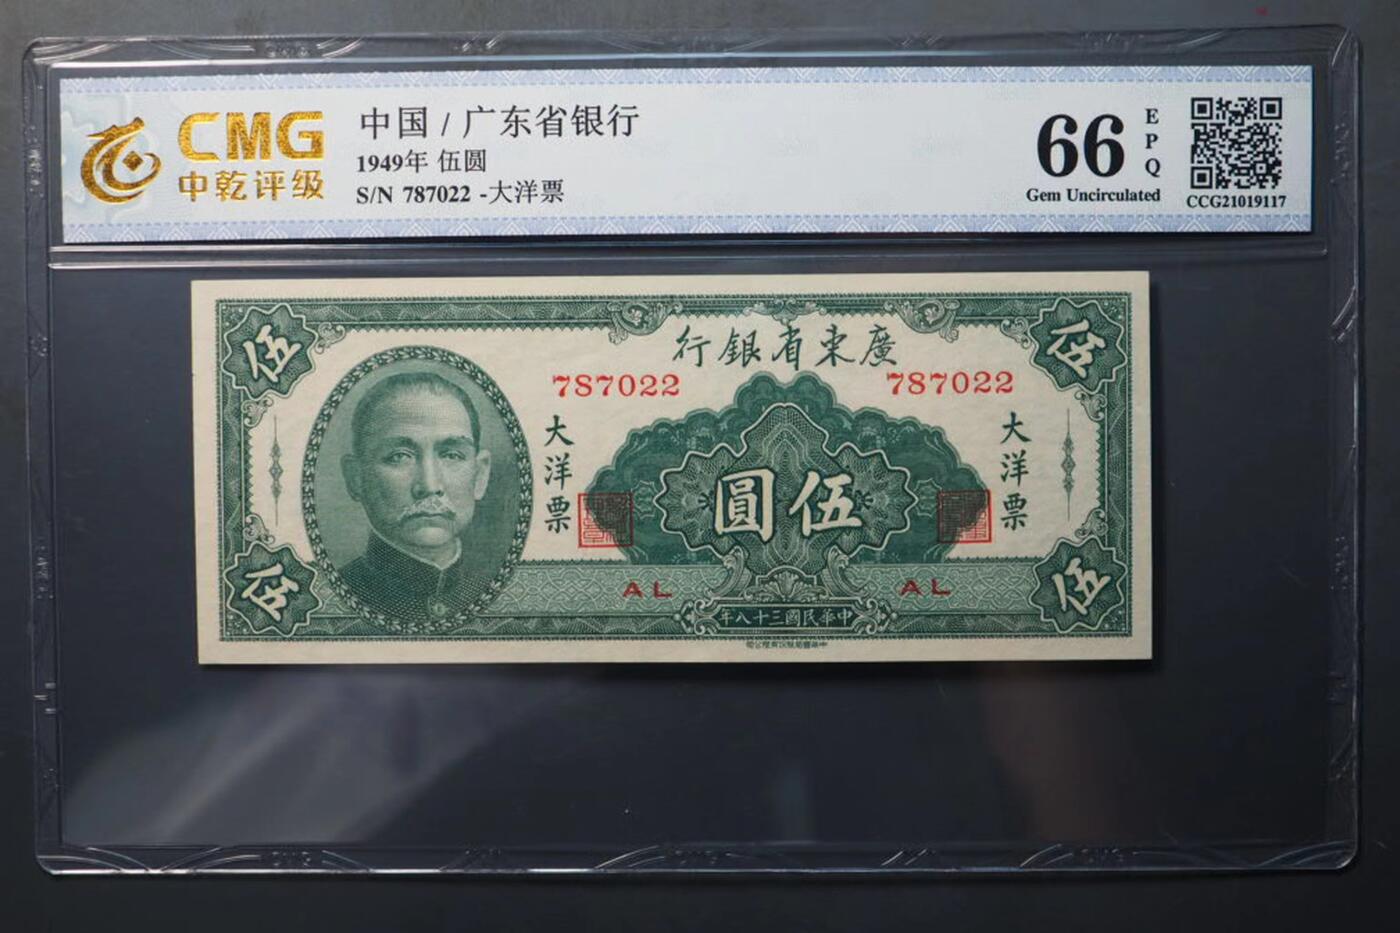 CMG
中乾评级
中国 / 广东省银行
1949年 伍圆
S/N 787022 -大洋票
66
EPQ
Gem Uncirculated
CCG21019117
伍
伍
行銀省東廣
787022
787022
大洋票
大洋票
圓伍
AL
AL
伍
伍
年八十三國民華中